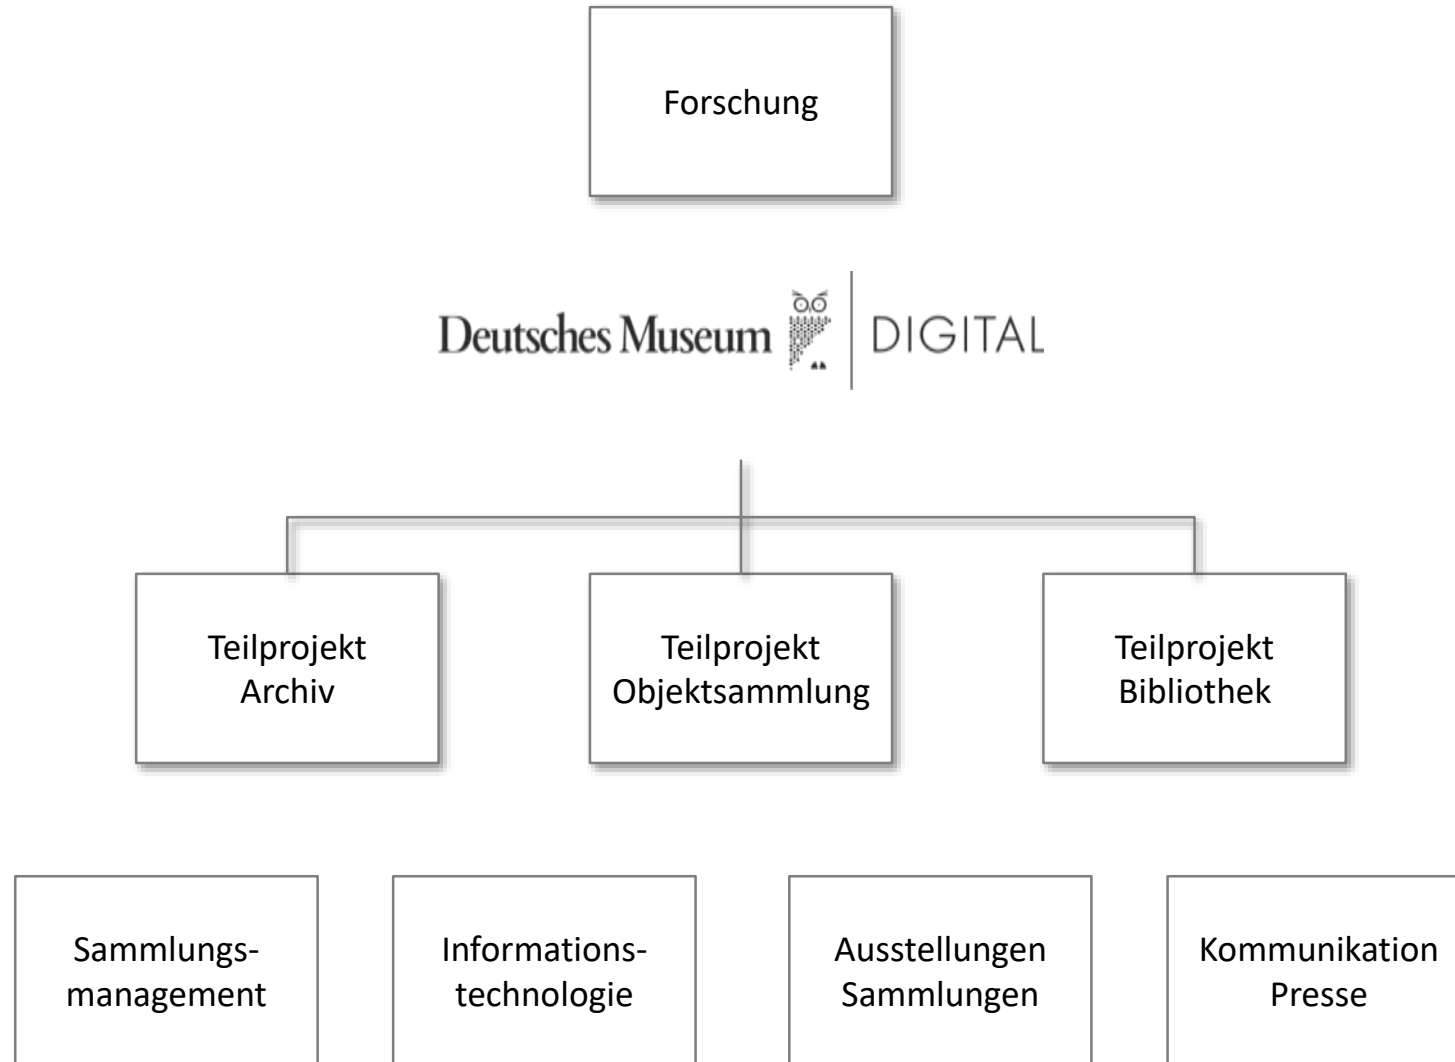 Forschung
Deutsches Museum DIGITAL
Teilprojekt
Archiv
Teilprojekt
Objektsammlung
Teilprojekt
Bibliothek
Sammlungs-
management
Informations-
technologie
Ausstellungen
Sammlungen
Kommunikation
Presse